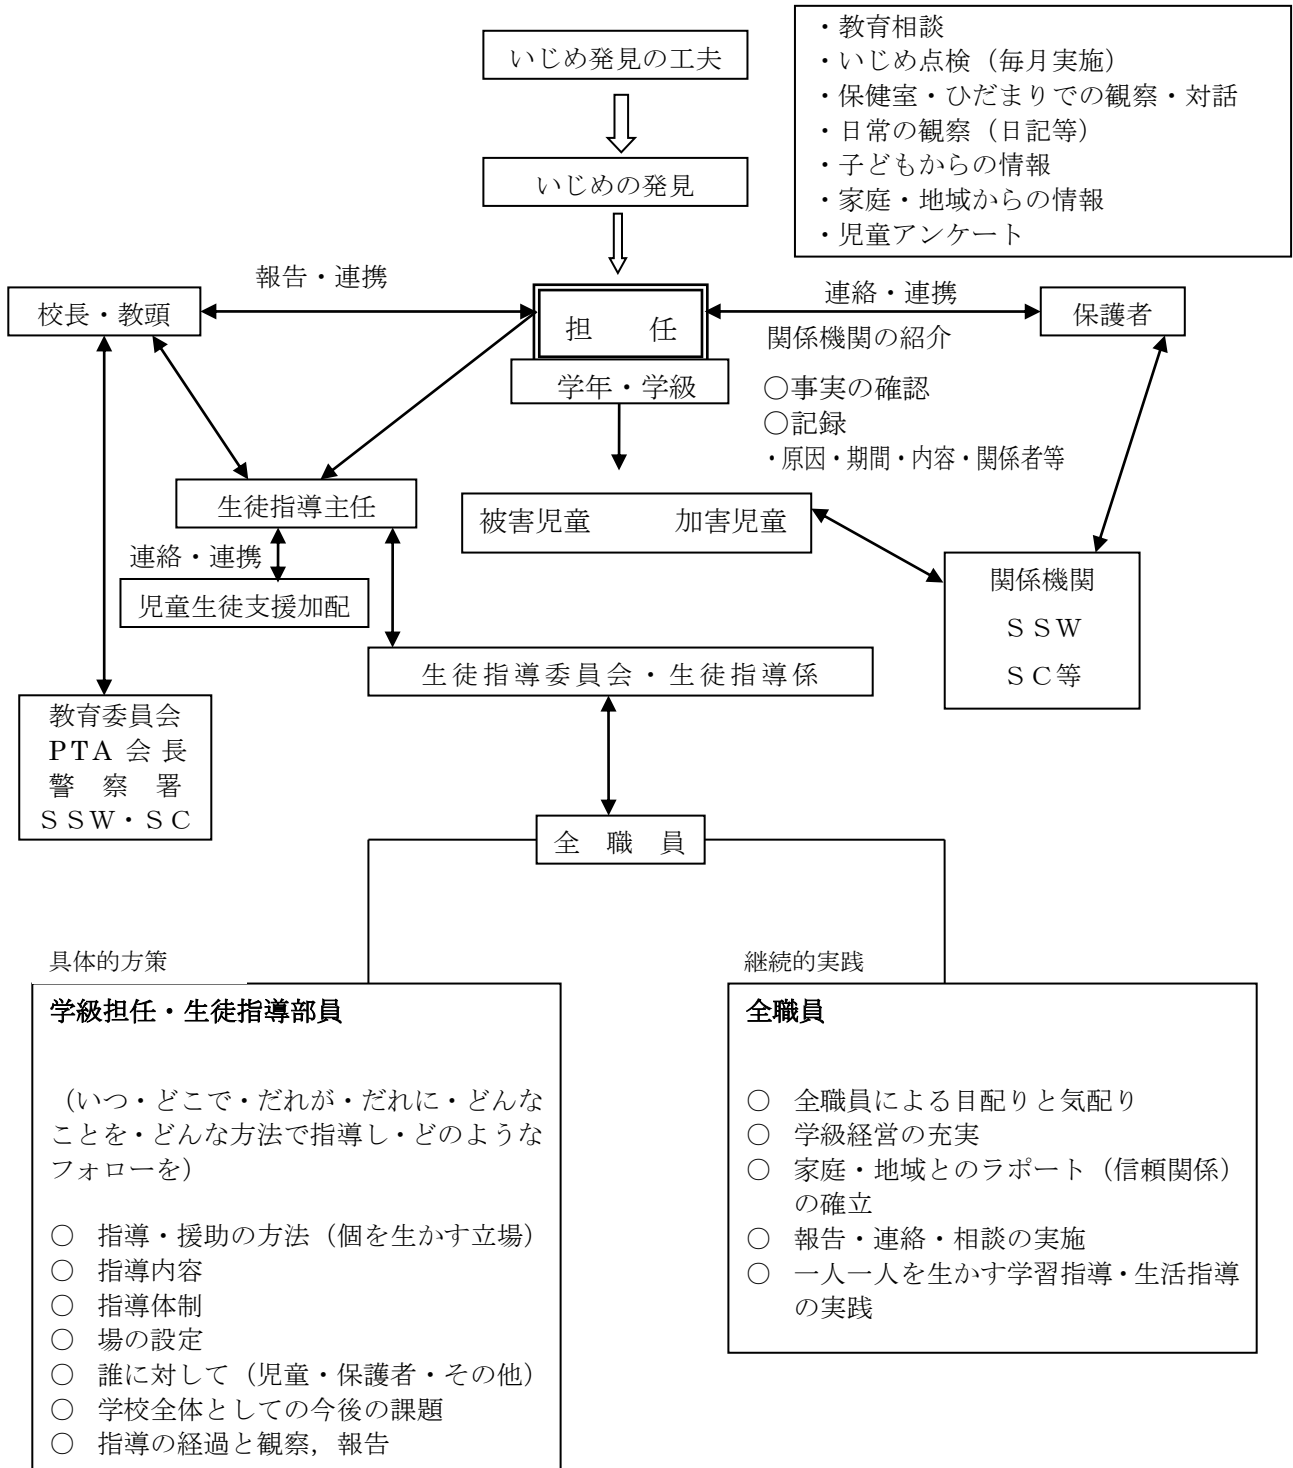 いじめ発見の工夫
・教育相談
・いじめ点検（毎月実施）
・保健室・ひだまりでの観察・対話
・日常の観察（日記等）
・子どもからの情報
・家庭・地域からの情報
・児童アンケート
いじめの発見
報告・連携
連絡・連携
校長・教頭
担　任
保護者
関係機関の紹介
学年・学級
○事実の確認
○記録
・原因・期間・内容・関係者等
生徒指導主任
被害児童　　加害児童
連絡・連携
児童生徒支援加配
関係機関
ＳＳＷ
ＳＣ等
生徒指導委員会・生徒指導係
教育委員会
PTA 会 長
警　察　署
ＳＳＷ・ＳＣ
全　職　員
具体的方策
学級担任・生徒指導部員
（いつ・どこで・だれが・だれに・どんな
ことを・どんな方法で指導し・どのような
フォローを）
○　指導・援助の方法（個を生かす立場）
○　指導内容
○　指導体制
○　場の設定
○　誰に対して（児童・保護者・その他）
○　学校全体としての今後の課題
○　指導の経過と観察，報告
継続的実践
全職員
○　全職員による目配りと気配り
○　学級経営の充実
○　家庭・地域とのラポート（信頼関係）
の確立
○　報告・連絡・相談の実施
○　一人一人を生かす学習指導・生活指導
の実践